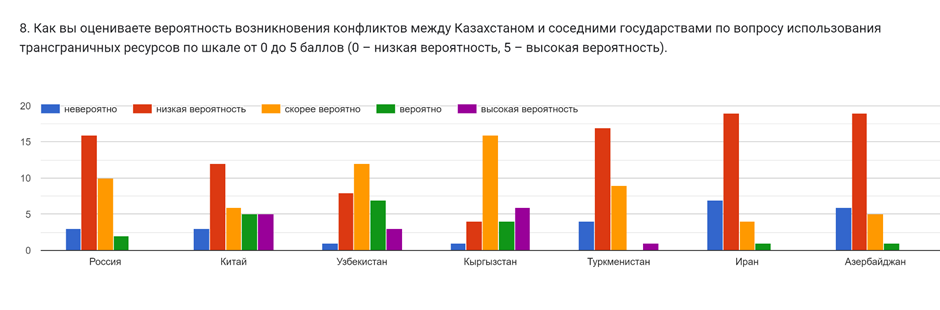 8. Как вы оцениваете вероятность возникновения конфликтов между Казахстаном и соседними государствами по вопросу использования
трансграничных ресурсов по шкале от 0 до 5 баллов (0 – низкая вероятность, 5 – высокая вероятность).
20
невероятно низкая вероятность скорее вероятно вероятно высокая вероятность
15
10
5
0
Россия Китай Узбекистан Кыргызстан Туркменистан Иран Азербайджан